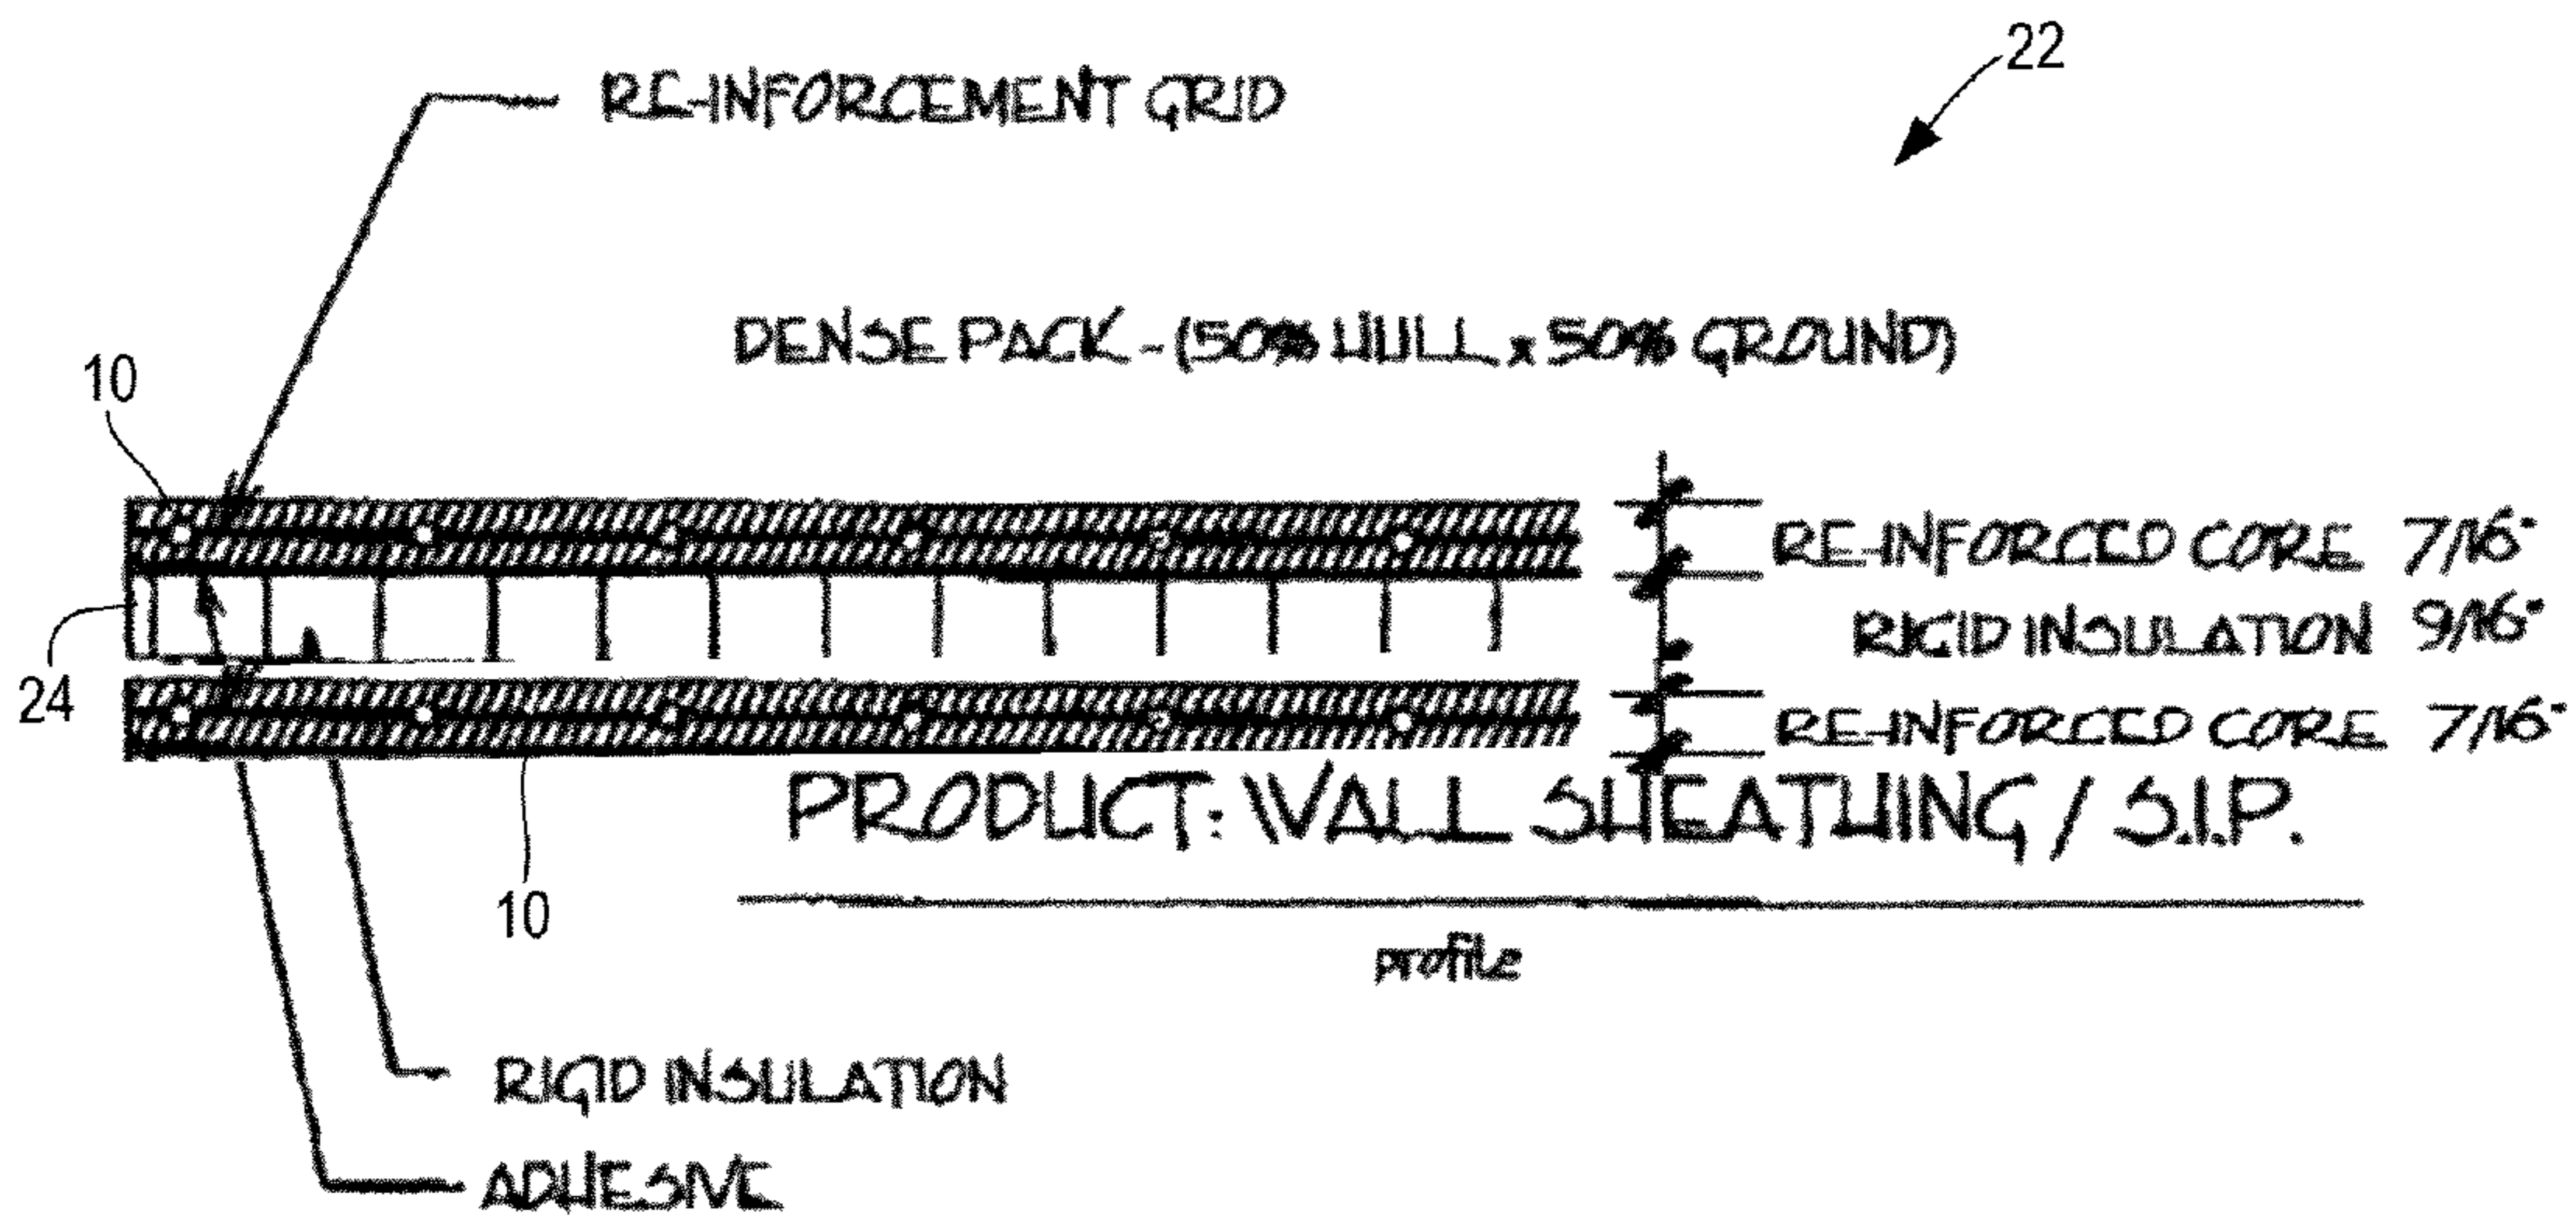 22
RE-INFORCEMENT GRID
DENSE PACK - (50% HULL x 50% GROUND)
10
RE-INFORCED CORE 7/16"
RIGID INSULATION 9/16"
24
RE-INFORCED CORE 7/16"
PRODUCT: WALL SHEATHING / S.I.P.
10
profile
RIGID INSULATION
ADHESIVE